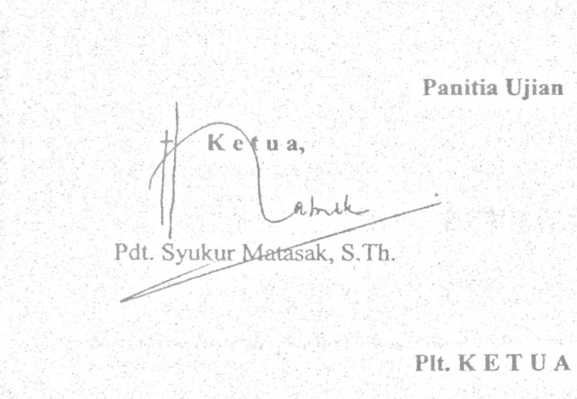 Panitia Ujian
K e t u a,
Pdt. Syukur Matasak, S.Th.
Plt. K E T U A